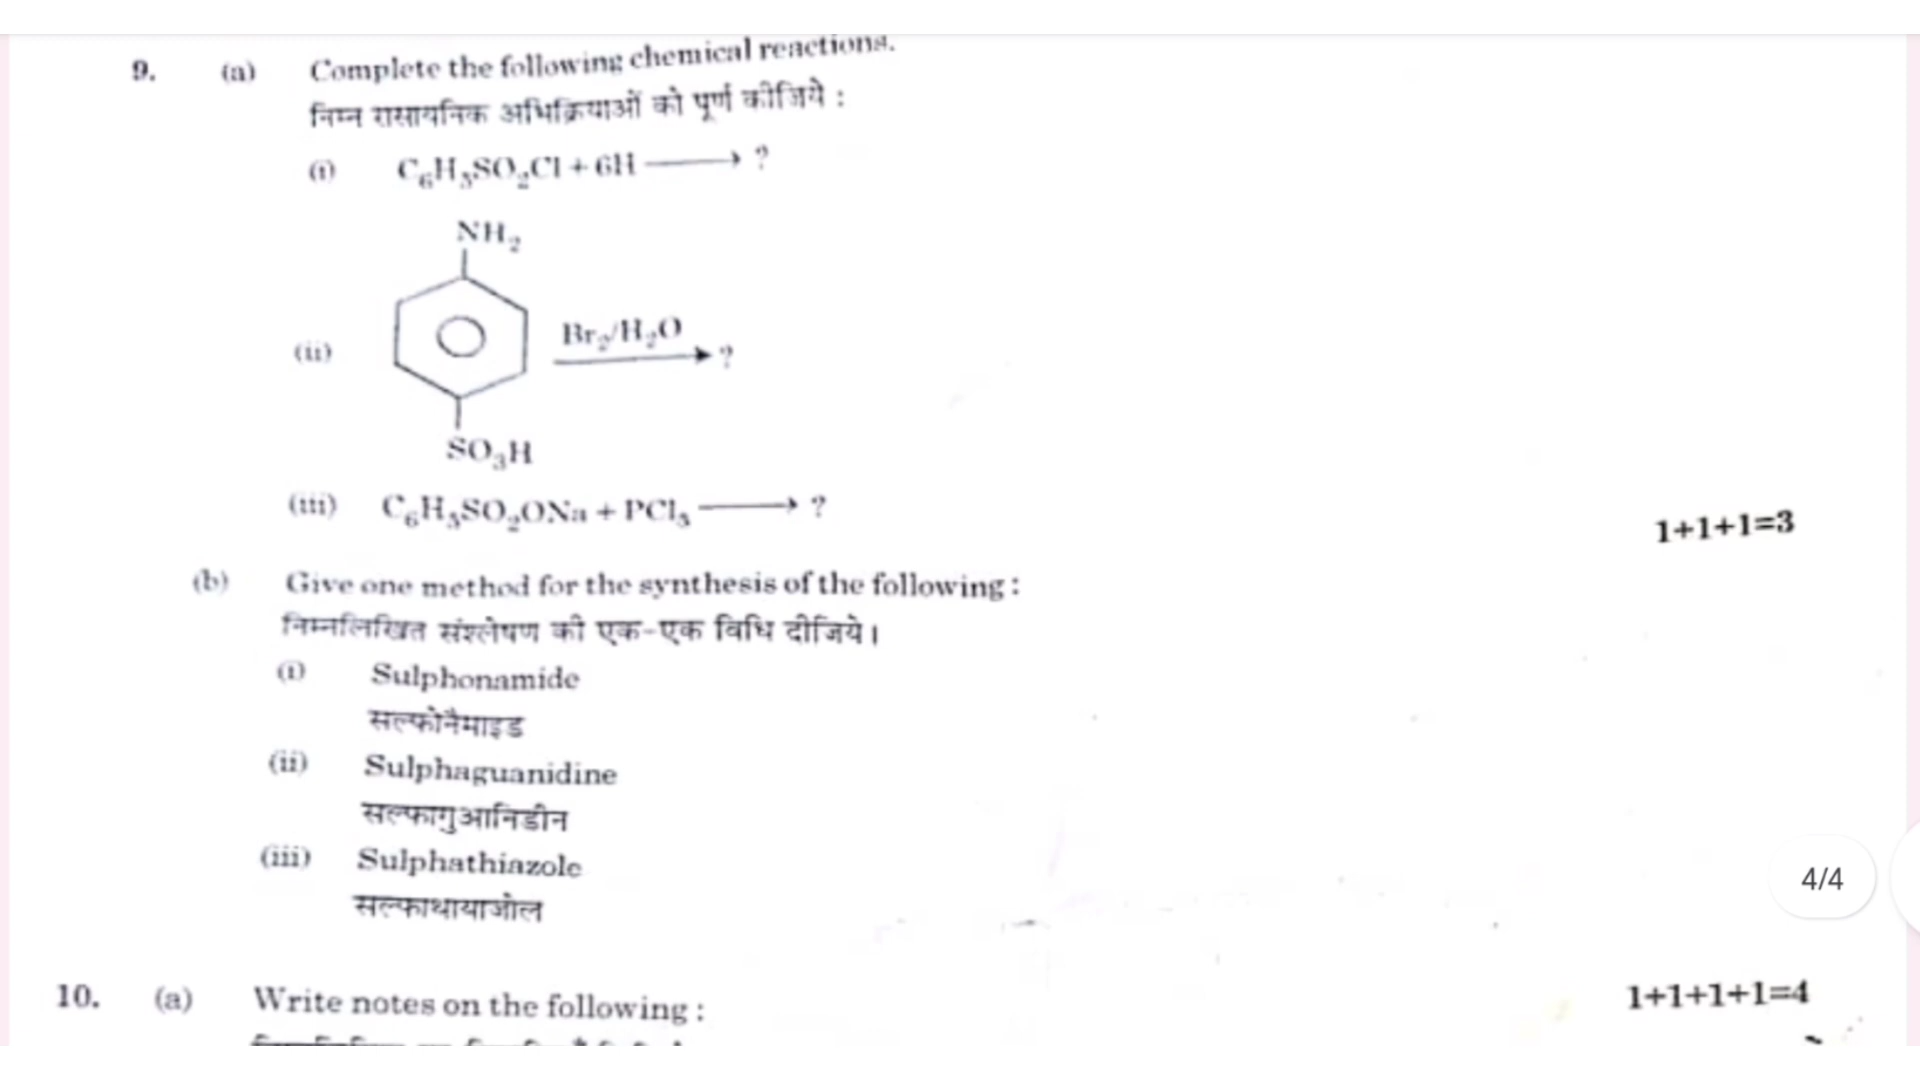 9. (a) Complete the following chemical reactions.
निम्न रासायनिक अभिक्रियाओं को पूर्ण कीजिये :
(i) C₆H₅SO₂Cl + 6H ⟶ ?
NH₂
(ii) Br₂/H₂O ⟶ ?
SO₃H
(iii) C₆H₅SO₂ONa + PCl₅ ⟶ ?
1+1+1=3
(b) Give one method for the synthesis of the following :
निम्नलिखित संश्लेषण की एक-एक विधि दीजिये।
(i) Sulphonamide
सल्फोनैमाइड
(ii) Sulphaguanidine
सल्फागुआनिडीन
(iii) Sulphathiazole
सल्फाथायाजोल
4/4
1+1+1+1=4
10. (a) Write notes on the following :